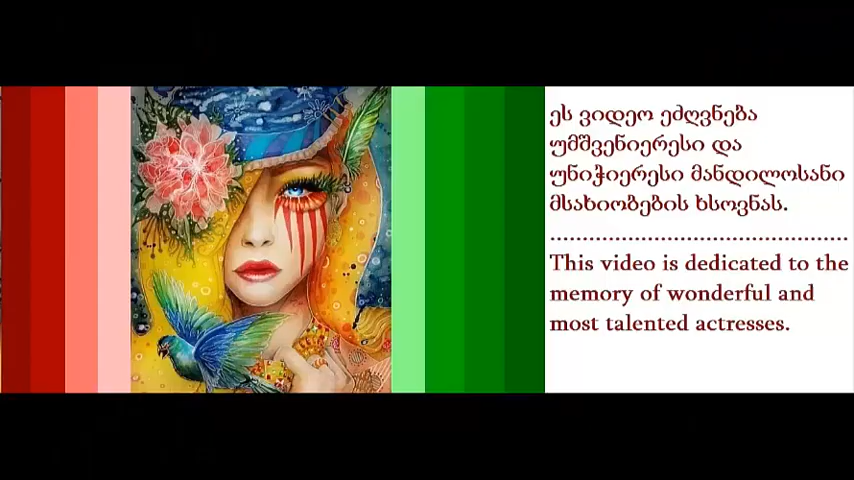 ეს ვიდეო ეძღვნება
უმშვენიერესი და
უნიჭიერესი მანდილოსანი
მსახიობების ხსოვნას.
..............................................
This video is dedicated to the
memory of wonderful and
most talented actresses.